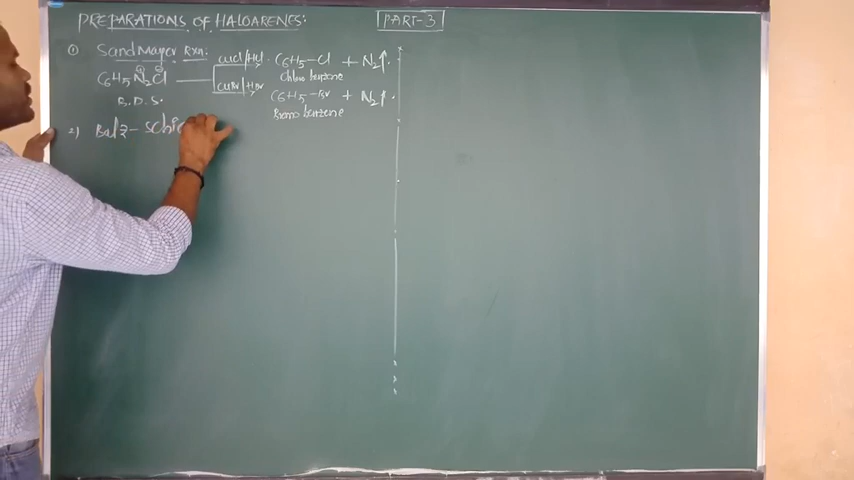 PREPARATIONS OF HALOARENES:
PART-3
① SandMayer Rxn:
CuCl/HCl
C6H5-Cl + N2↑
Chloro benzene
C6H5N2Cl
⊕ ⊖
CuBr/HBr
C6H5-Br + N2↑
Bromo benzene
B.D.S.
2) Balz-Schi